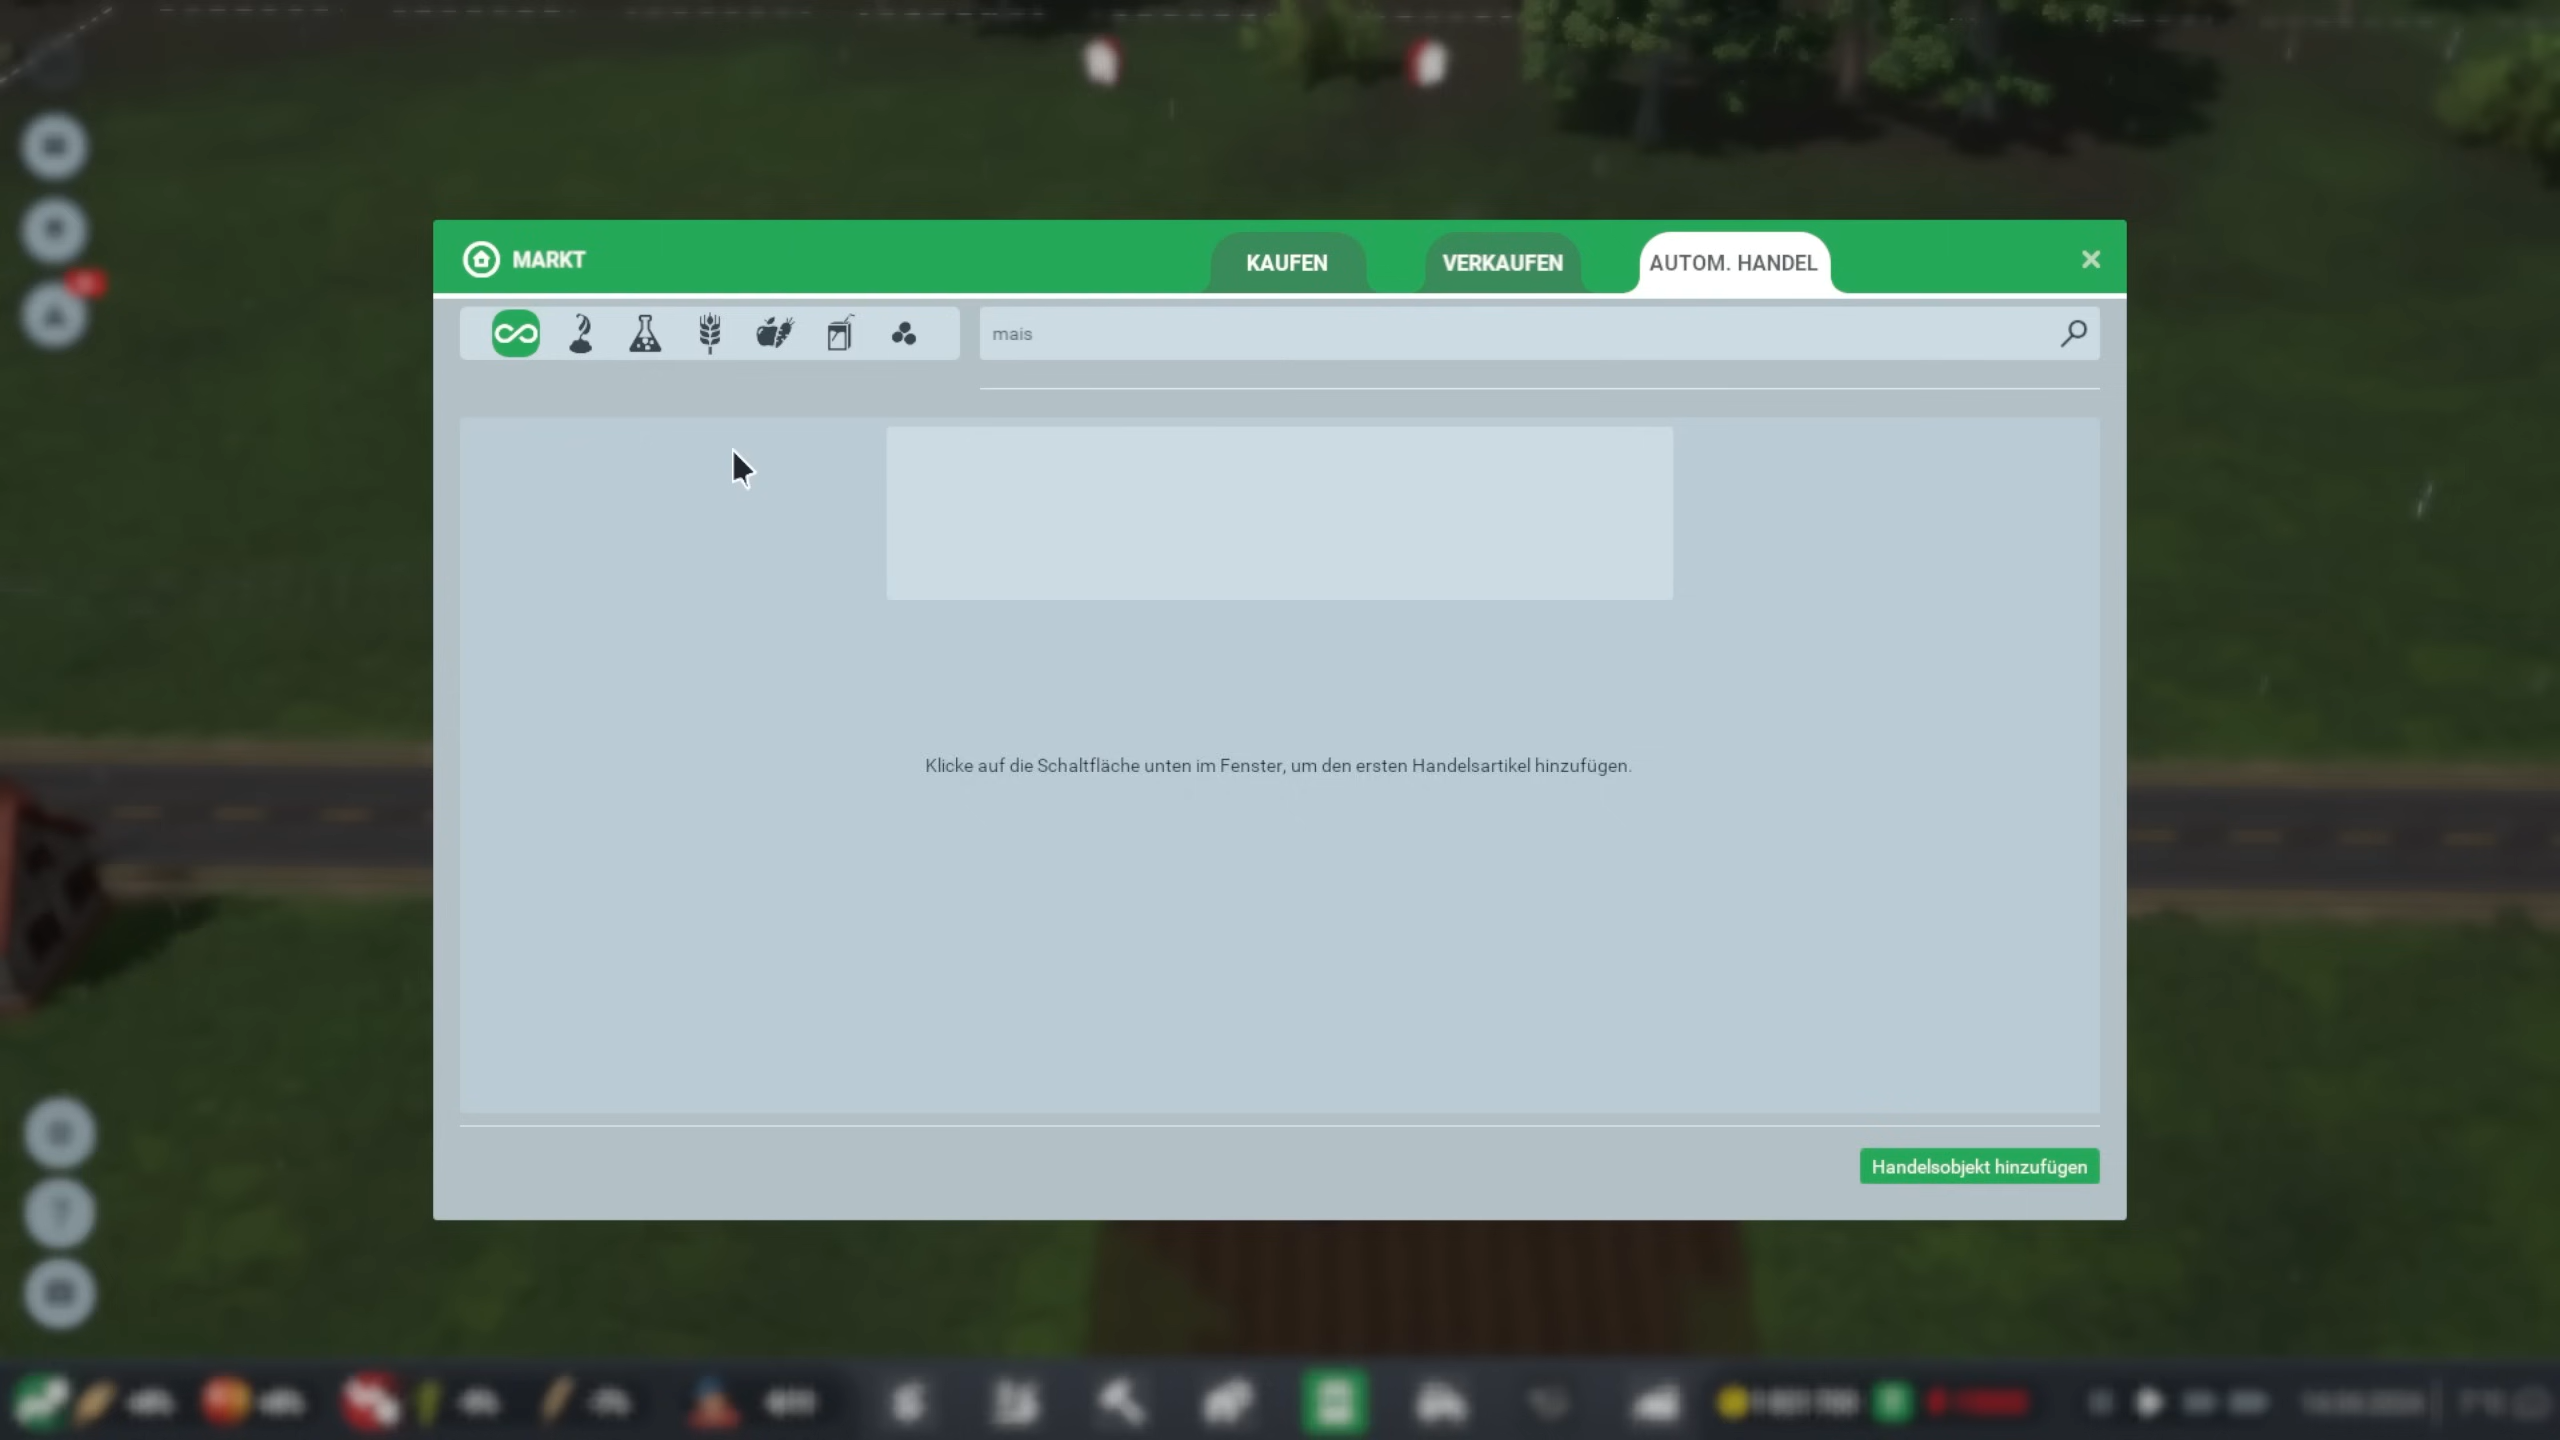 MARKT
KAUFEN
VERKAUFEN
AUTOM. HANDEL
mais
Klicke auf die Schaltfläche unten im Fenster, um den ersten Handelsartikel hinzufügen.
Handelsobjekt hinzufügen